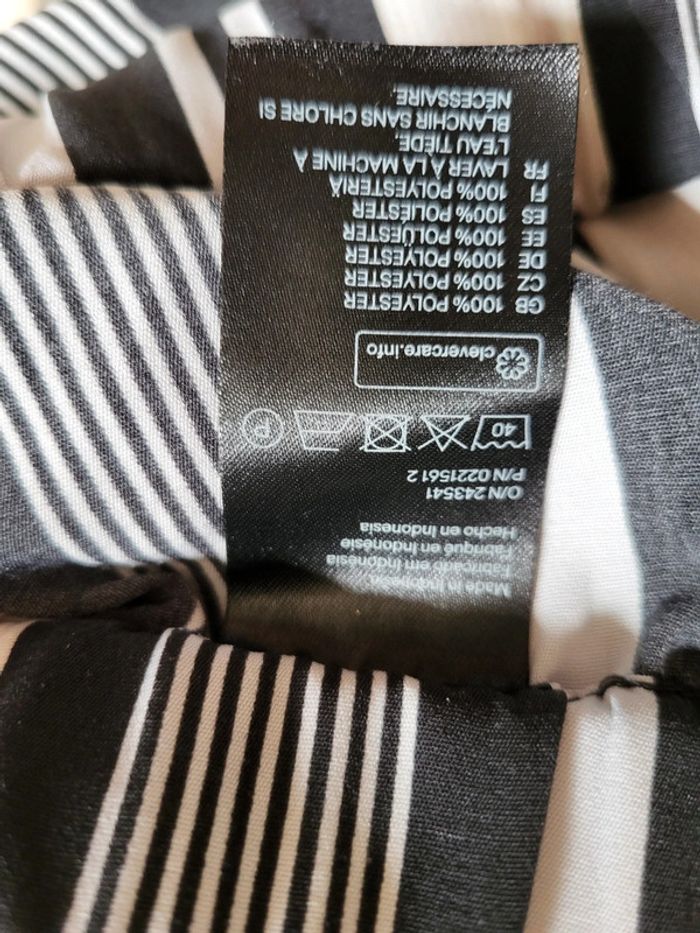 Made in Indonesia
Fabricado em Indonésia
Fabriqué en Indonésie
Hecho en Indonesia
O/N 243541
P/N 0221561 2
40
P
clevercare.info
GB 100% POLYESTER
CZ 100% POLYESTER
DE 100% POLYESTER
EE 100% POLÜESTER
ES 100% POLIÉSTER
FI 100% POLYESTERIÄ
FR LAVER À LA MACHINE À
L'EAU TIÈDE.
BLANCHIR SANS CHLORE SI
NÉCESSAIRE.